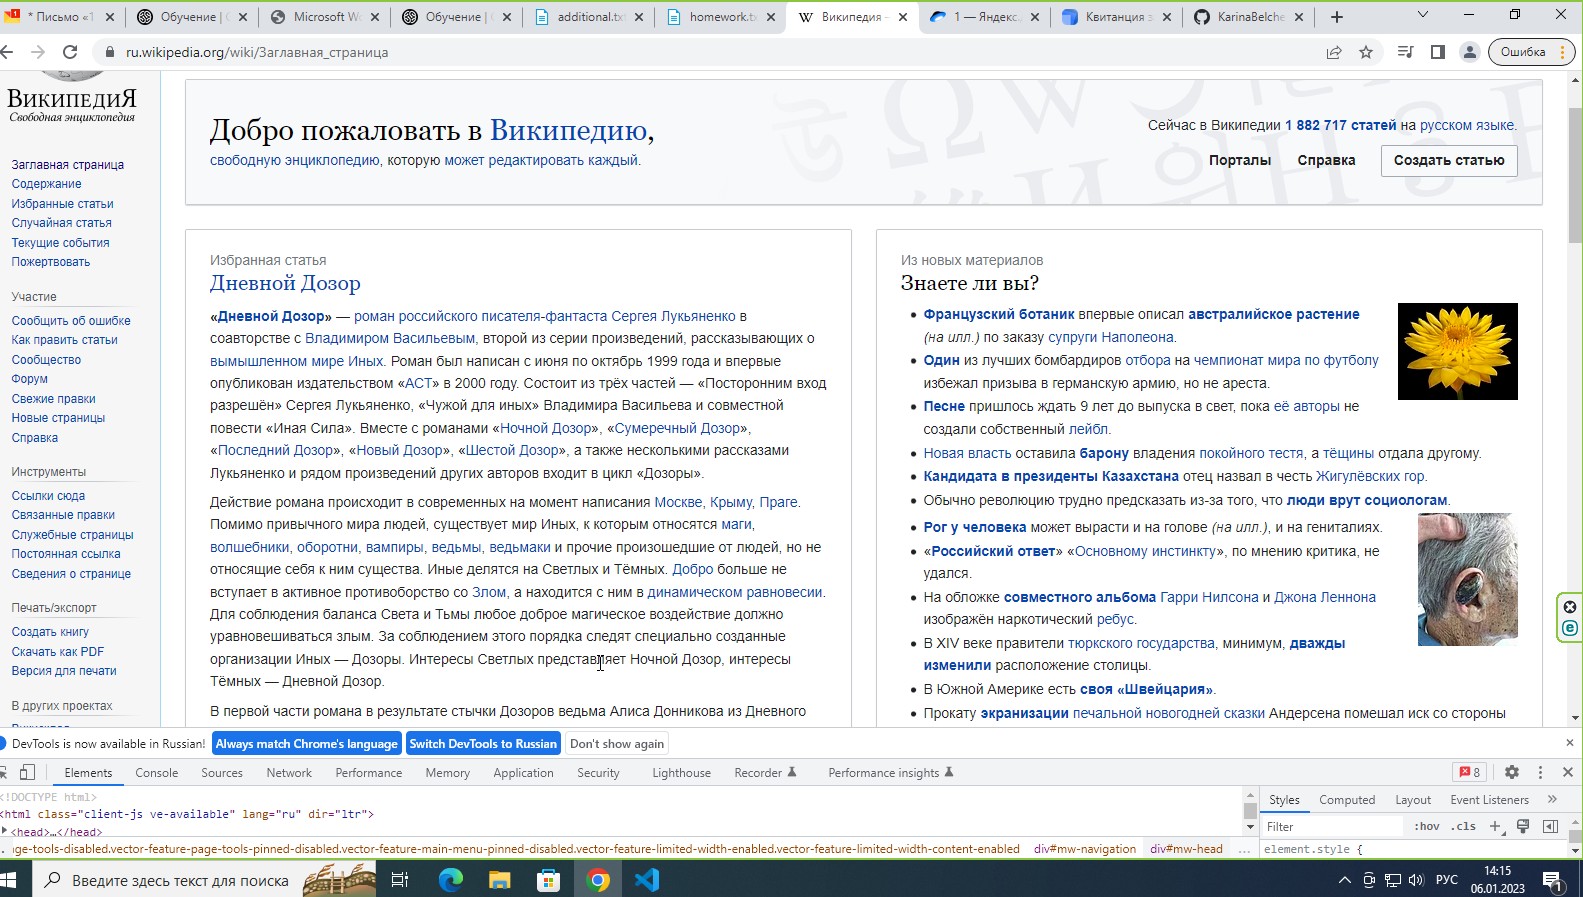 * Письмо «1
Обучение | 
Microsoft Wo
Обучение | 
additional.tx
homework.tx
Википедия –
1 — Яндекс.
Квитанция з
KarinaBelche
ru.wikipedia.org/wiki/Заглавная_страница
Ошибка
ВикипедиЯ
Свободная энциклопедия
Заглавная страница
Содержание
Избранные статьи
Случайная статья
Текущие события
Пожертвовать
Участие
Сообщить об ошибке
Как править статьи
Сообщество
Форум
Свежие правки
Новые страницы
Справка
Инструменты
Ссылки сюда
Связанные правки
Служебные страницы
Постоянная ссылка
Сведения о странице
Печать/экспорт
Создать книгу
Скачать как PDF
Версия для печати
В других проектах
Добро пожаловать в Википедию,
свободную энциклопедию, которую может редактировать каждый.
Сейчас в Википедии 1 882 717 статей на русском языке.
Порталы Справка Создать статью
Избранная статья
Дневной Дозор
«Дневной Дозор» — роман российского писателя-фантаста Сергея Лукьяненко в
соавторстве с Владимиром Васильевым, второй из серии произведений, рассказывающих о
вымышленном мире Иных. Роман был написан с июня по октябрь 1999 года и впервые
опубликован издательством «АСТ» в 2000 году. Состоит из трёх частей — «Посторонним вход
разрешён» Сергея Лукьяненко, «Чужой для иных» Владимира Васильева и совместной
повести «Иная Сила». Вместе с романами «Ночной Дозор», «Сумеречный Дозор»,
«Последний Дозор», «Новый Дозор», «Шестой Дозор», а также несколькими рассказами
Лукьяненко и рядом произведений других авторов входит в цикл «Дозоры».
Действие романа происходит в современных на момент написания Москве, Крыму, Праге.
Помимо привычного мира людей, существует мир Иных, к которым относятся маги,
волшебники, оборотни, вампиры, ведьмы, ведьмаки и прочие произошедшие от людей, но не
относящие себя к ним существа. Иные делятся на Светлых и Тёмных. Добро больше не
вступает в активное противоборство со Злом, а находится с ним в динамическом равновесии.
Для соблюдения баланса Света и Тьмы любое доброе магическое воздействие должно
уравновешиваться злым. За соблюдением этого порядка следят специально созданные
организации Иных — Дозоры. Интересы Светлых представляет Ночной Дозор, интересы
Тёмных — Дневной Дозор.
В первой части романа в результате стычки Дозоров ведьма Алиса Донникова из Дневного
Из новых материалов
Знаете ли вы?
Французский ботаник впервые описал австралийское растение
(на илл.) по заказу супруги Наполеона.
Один из лучших бомбардиров отбора на чемпионат мира по футболу
избежал призыва в германскую армию, но не ареста.
Песне пришлось ждать 9 лет до выпуска в свет, пока её авторы не
создали собственный лейбл.
Новая власть оставила барону владения покойного тестя, а тёщины отдала другому.
Кандидата в президенты Казахстана отец назвал в честь Жигулёвских гор.
Обычно революцию трудно предсказать из-за того, что люди врут социологам.
Рог у человека может вырасти и на голове (на илл.), и на гениталиях.
«Российский ответ» «Основному инстинкту», по мнению критика, не
удался.
На обложке совместного альбома Гарри Нилсона и Джона Леннона
изображён наркотический ребус.
В XIV веке правители тюркского государства, минимум, дважды
изменили расположение столицы.
В Южной Америке есть своя «Швейцария».
Прокату экранизации печальной новогодней сказки Андерсена помешал иск со стороны
DevTools is now available in Russian! Always match Chrome's language Switch DevTools to Russian Don't show again
Elements Console Sources Network Performance Memory Application Security Lighthouse Recorder Performance insights 8
<!DOCTYPE html>
<html class="client-js ve-available" lang="ru" dir="ltr">
<head>…</head>
ge-tools-disabled.vector-feature-page-tools-pinned-disabled.vector-feature-main-menu-pinned-disabled.vector-feature-limited-width-enabled.vector-feature-limited-width-content-enabled div#mw-navigation div#mw-head ...
Styles Computed Layout Event Listeners »
Filter :hov .cls +
element.style {
Введите здесь текст для поиска
РУС
14:15
06.01.2023
1